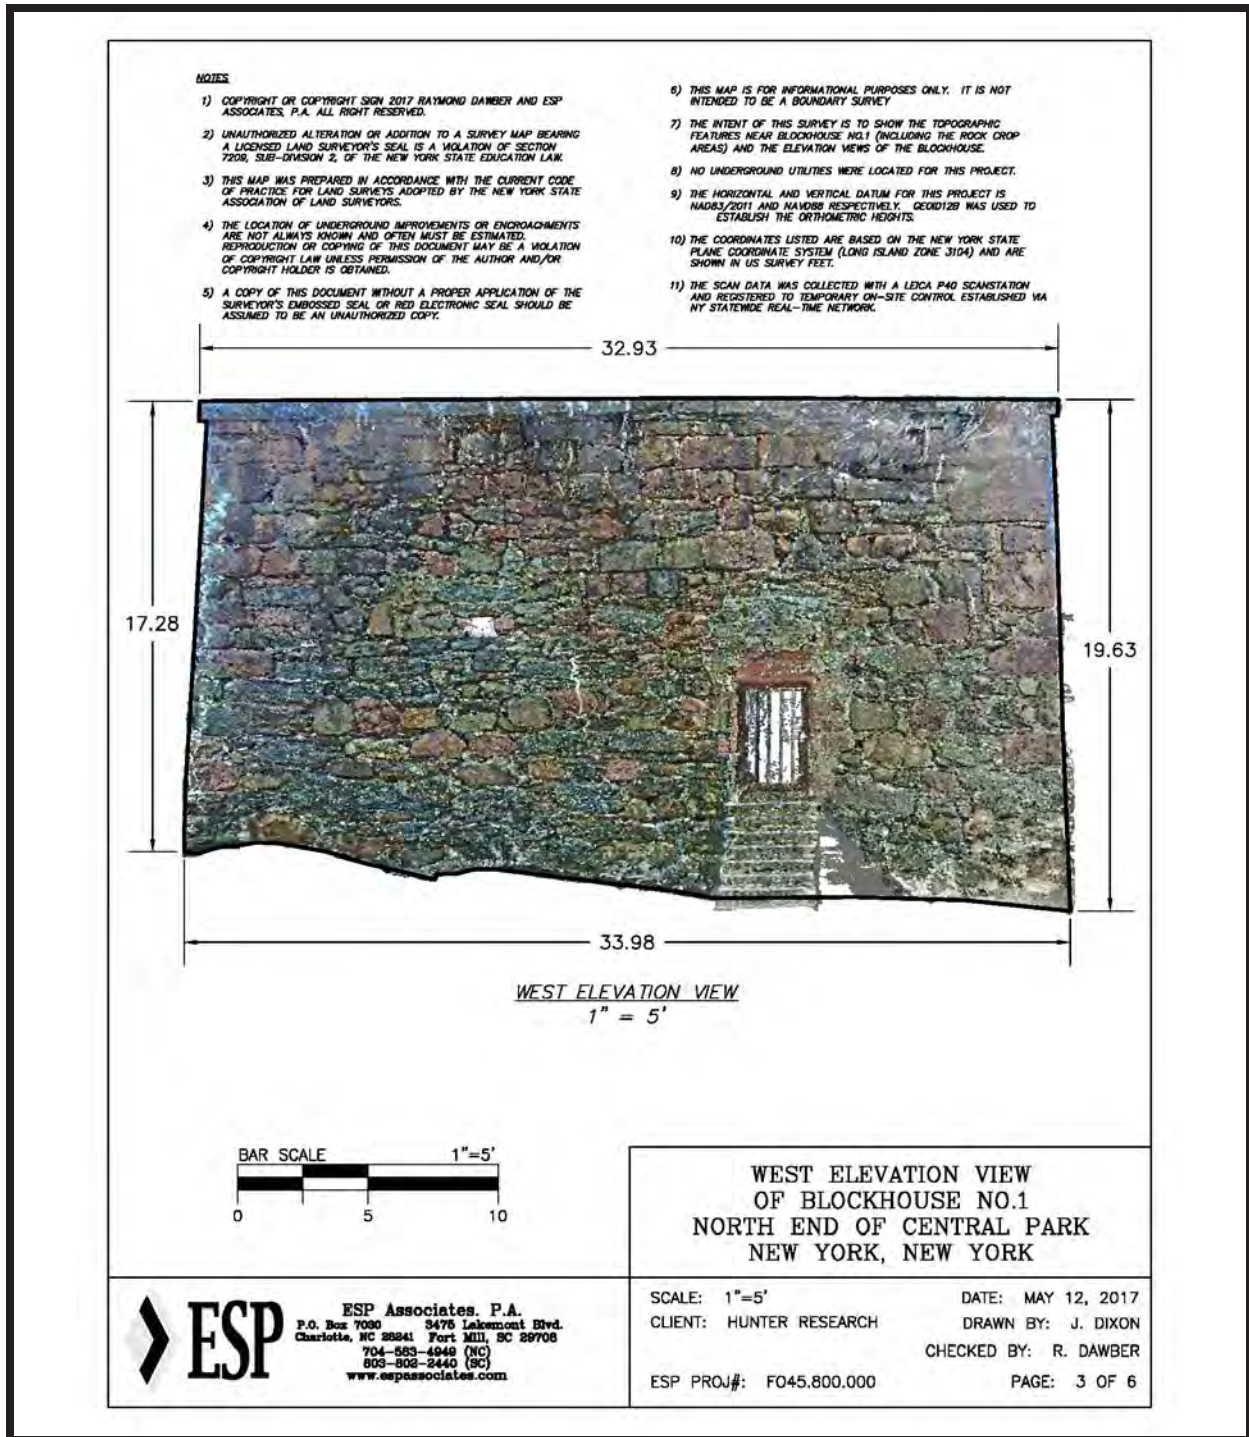 NOTES
1) COPYRIGHT OR COPYRIGHT SIGN 2017 RAYMOND DAWBER AND ESP
ASSOCIATES, P.A. ALL RIGHT RESERVED.
2) UNAUTHORIZED ALTERATION OR ADDITION TO A SURVEY MAP BEARING
A LICENSED LAND SURVEYOR'S SEAL IS A VIOLATION OF SECTION
7209, SUB-DIVISION 2, OF THE NEW YORK STATE EDUCATION LAW.
3) THIS MAP WAS PREPARED IN ACCORDANCE WITH THE CURRENT CODE
OF PRACTICE FOR LAND SURVEYS ADOPTED BY THE NEW YORK STATE
ASSOCIATION OF LAND SURVEYORS.
4) THE LOCATION OF UNDERGROUND IMPROVEMENTS OR ENCROACHMENTS
ARE NOT ALWAYS KNOWN AND OFTEN MUST BE ESTIMATED.
REPRODUCTION OR COPYING OF THIS DOCUMENT MAY BE A VIOLATION
OF COPYRIGHT LAW UNLESS PERMISSION OF THE AUTHOR AND/OR
COPYRIGHT HOLDER IS OBTAINED.
5) A COPY OF THIS DOCUMENT WITHOUT A PROPER APPLICATION OF THE
SURVEYOR'S EMBOSSED SEAL OR RED ELECTRONIC SEAL SHOULD BE
ASSUMED TO BE AN UNAUTHORIZED COPY.
6) THIS MAP IS FOR INFORMATIONAL PURPOSES ONLY. IT IS NOT
INTENDED TO BE A BOUNDARY SURVEY
7) THE INTENT OF THIS SURVEY IS TO SHOW THE TOPOGRAPHIC
FEATURES NEAR BLOCKHOUSE NO.1 (INCLUDING THE ROCK CROP
AREAS) AND THE ELEVATION VIEWS OF THE BLOCKHOUSE.
8) NO UNDERGROUND UTILITIES WERE LOCATED FOR THIS PROJECT.
9) THE HORIZONTAL AND VERTICAL DATUM FOR THIS PROJECT IS
NAD83/2011 AND NAVD88 RESPECTIVELY. GEOID12B WAS USED TO
ESTABLISH THE ORTHOMETRIC HEIGHTS.
10) THE COORDINATES LISTED ARE BASED ON THE NEW YORK STATE
PLANE COORDINATE SYSTEM (LONG ISLAND ZONE 3104) AND ARE
SHOWN IN US SURVEY FEET.
11) THE SCAN DATA WAS COLLECTED WITH A LEICA P40 SCANSTATION
AND REGISTERED TO TEMPORARY ON-SITE CONTROL ESTABLISHED VIA
NY STATEWIDE REAL-TIME NETWORK.
32.93
17.28
19.63
33.98
WEST ELEVATION VIEW
1" = 5'
BAR SCALE 1"=5'
0 5 10
WEST ELEVATION VIEW
OF BLOCKHOUSE NO.1
NORTH END OF CENTRAL PARK
NEW YORK, NEW YORK
ESP
ESP Associates, P.A.
P.O. Box 7030 3475 Lakemont Blvd.
Charlotte, NC 28241 Fort Mill, SC 29708
704-583-4949 (NC)
803-802-2440 (SC)
www.espassociates.com
SCALE: 1"=5' DATE: MAY 12, 2017
CLIENT: HUNTER RESEARCH DRAWN BY: J. DIXON
CHECKED BY: R. DAWBER
ESP PROJ#: FO45.800.000 PAGE: 3 OF 6